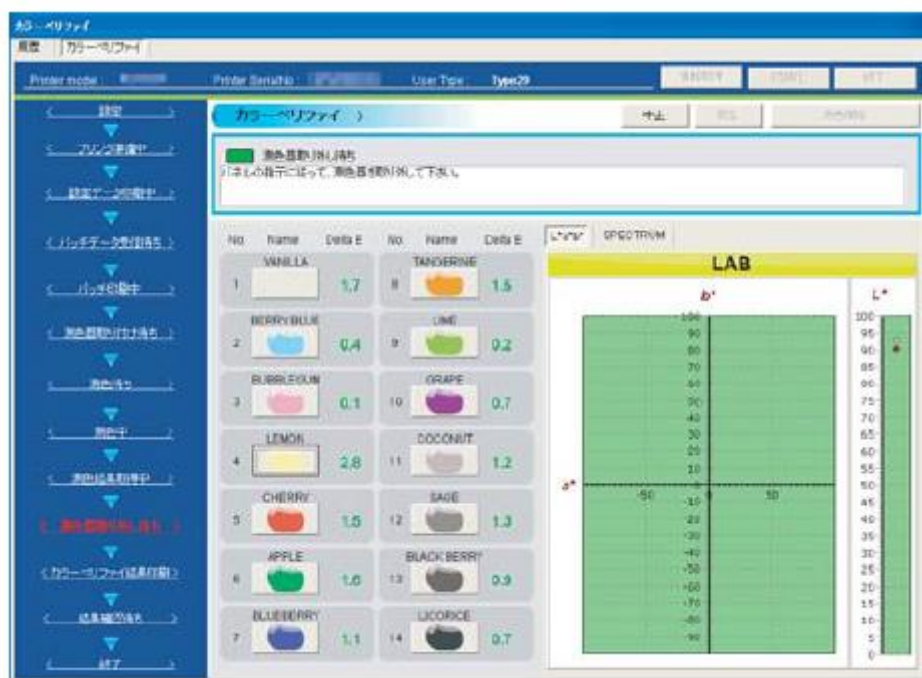 カラーベリファイ
履歴 カラーベリファイ
Printer mode: Printer SerialNo: User Type: Type29
設定
プリンタ準備中
設定データ印刷中
パッチデータ受信待ち
パッチ印刷中
測色器取り付け待ち
測色待ち
測色中
測色結果取得中
測色器取り外し待ち
カラーベリファイ結果印刷
結果確認待ち
終了
カラーベリファイ
中止
測色器取り外し待ち
パネルの指示に従って、測色器を取り外して下さい。
No. Name Delta E No. Name Delta E
1 VANILLA 1.7 8 TANGERINE 1.5
2 BERRY BLUE 0.4 9 LIME 0.2
3 BUBBLEGUM 0.1 10 GRAPE 0.7
4 LEMON 2.8 11 COCONUT 1.2
5 CHERRY 1.5 12 SAGE 1.3
6 APPLE 1.6 13 BLACK BERRY 0.9
7 BLUEBERRY 1.1 14 LICORICE 0.7
L*a*b* SPECTRUM
LAB
b*
100
90
80
70
60
50
40
30
20
10
a* -50 0 50
-10
-20
-30
-40
-50
-60
-70
-80
-90
L*
100
95
90
85
80
75
70
65
60
55
50
45
40
35
30
25
20
15
10
5
0